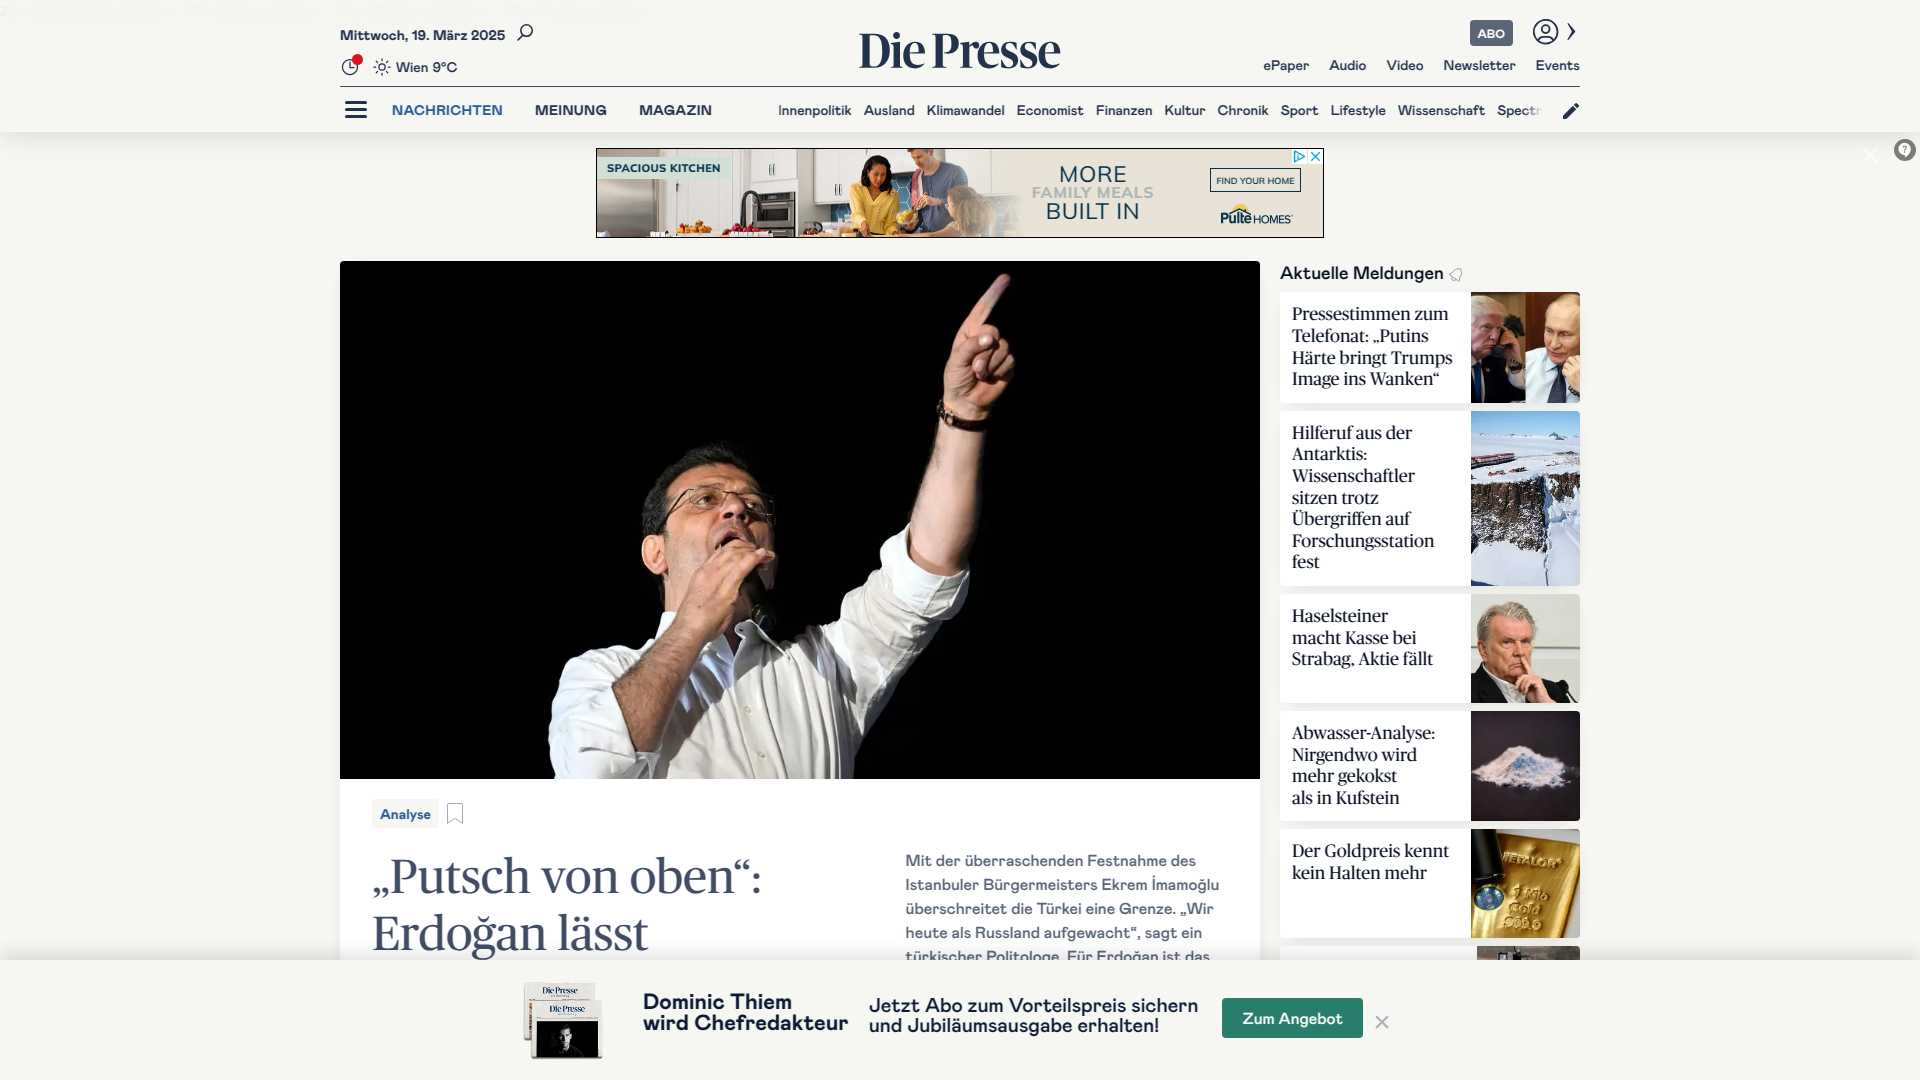 Mittwoch, 19. März 2025
Wien 9°C
Die Presse
ABO
ePaper Audio Video Newsletter Events
NACHRICHTEN MEINUNG MAGAZIN
Innenpolitik Ausland Klimawandel Economist Finanzen Kultur Chronik Sport Lifestyle Wissenschaft Spectr
SPACIOUS KITCHEN
MORE
FAMILY MEALS
BUILT IN
FIND YOUR HOME
Pulte HOMES
Analyse
„Putsch von oben“:
Erdoğan lässt
Mit der überraschenden Festnahme des
Istanbuler Bürgermeisters Ekrem İmamoğlu
überschreitet die Türkei eine Grenze. „Wir
heute als Russland aufgewacht“, sagt ein
türkischer Politologe. Für Erdoğan ist das
Aktuelle Meldungen
Pressestimmen zum
Telefonat: „Putins
Härte bringt Trumps
Image ins Wanken“
Hilferuf aus der
Antarktis:
Wissenschaftler
sitzen trotz
Übergriffen auf
Forschungsstation
fest
Haselsteiner
macht Kasse bei
Strabag, Aktie fällt
Abwasser-Analyse:
Nirgendwo wird
mehr gekokst
als in Kufstein
Der Goldpreis kennt
kein Halten mehr
METALOR
1 Kilo
Gold
999.9
Die Presse
Die Presse
Dominic Thiem
wird Chefredakteur
Jetzt Abo zum Vorteilspreis sichern
und Jubiläumsausgabe erhalten!
Zum Angebot